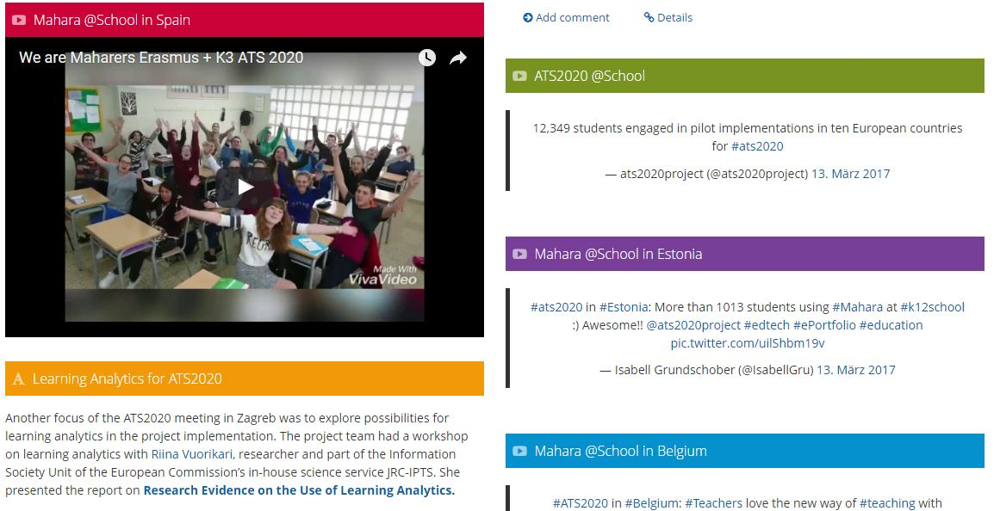 Mahara @School in Spain
We are Maharers Erasmus + K3 ATS 2020
Made With
VivaVideo
Learning Analytics for ATS2020
Another focus of the ATS2020 meeting in Zagreb was to explore possibilities for
learning analytics in the project implementation. The project team had a workshop
on learning analytics with Riina Vuorikari, researcher and part of the Information
Society Unit of the European Commission's in-house science service JRC-IPTS. She
presented the report on Research Evidence on the Use of Learning Analytics.
Add comment Details
ATS2020 @School
12,349 students engaged in pilot implementations in ten European countries
for #ats2020
— ats2020project (@ats2020project) 13. März 2017
Mahara @School in Estonia
#ats2020 in #Estonia: More than 1013 students using #Mahara at #k12school
:) Awesome!! @ats2020project #edtech #ePortfolio #education
pic.twitter.com/uilShbm19v
— Isabell Grundschober (@IsabellGru) 13. März 2017
Mahara @School in Belgium
#ATS2020 in #Belgium: #Teachers love the new way of #teaching with